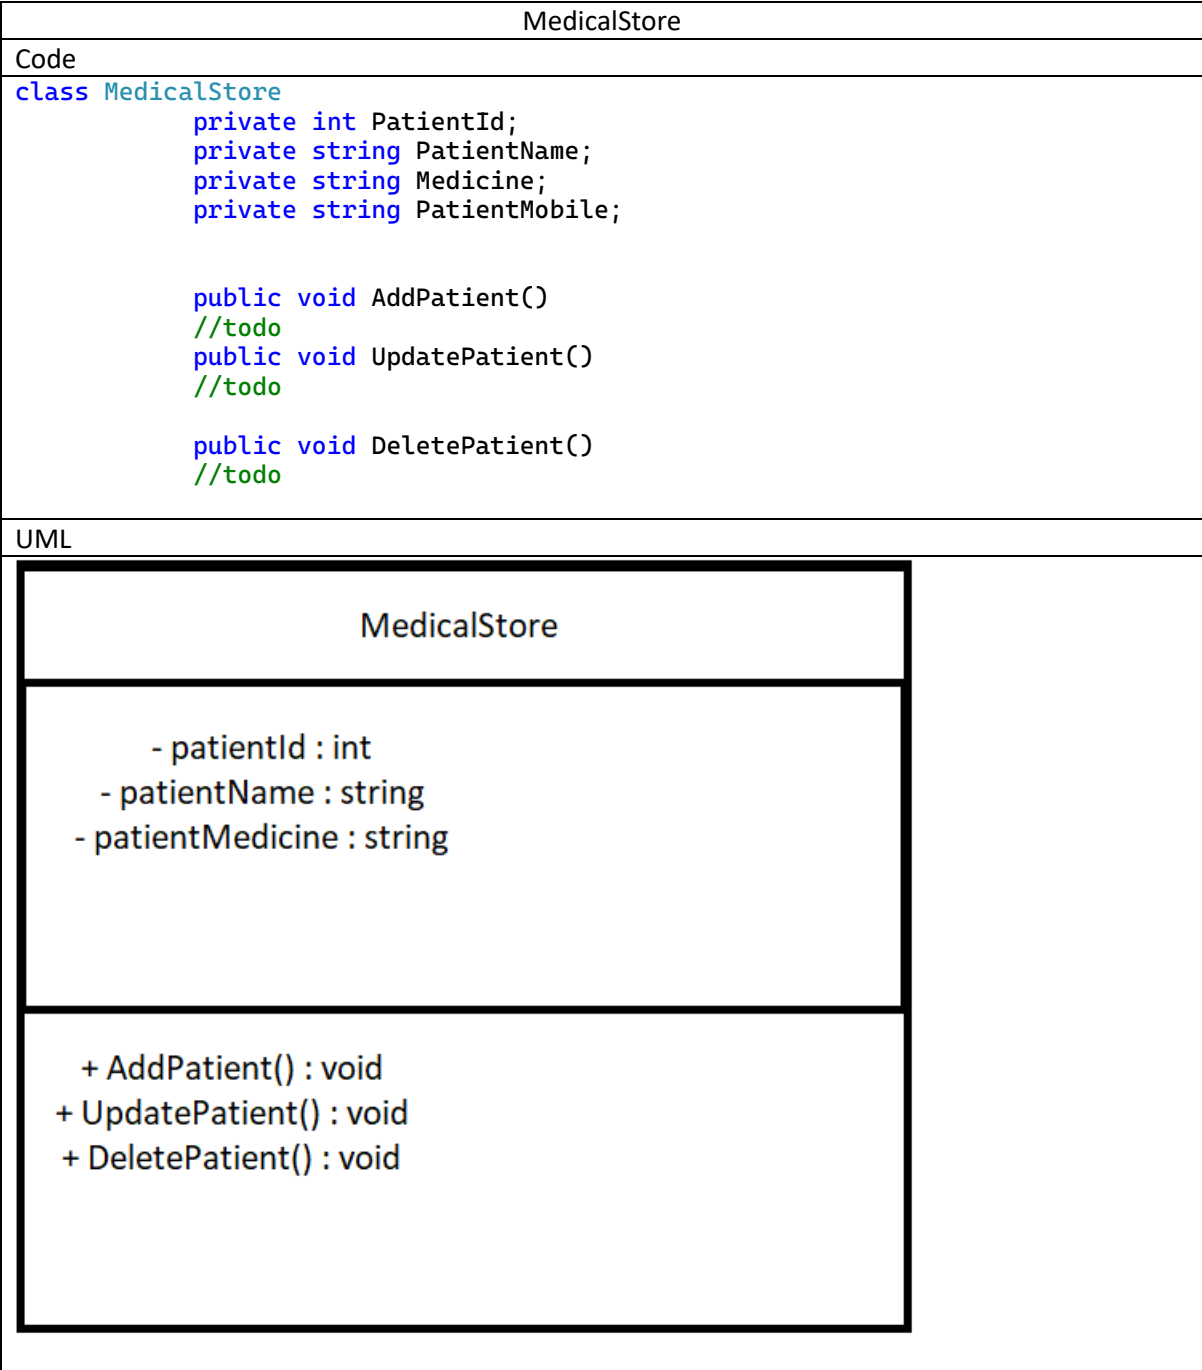 MedicalStore
Code
class MedicalStore
private int PatientId;
private string PatientName;
private string Medicine;
private string PatientMobile;
public void AddPatient()
//todo
public void UpdatePatient()
//todo
public void DeletePatient()
//todo
UML
MedicalStore
- patientId : int
- patientName : string
- patientMedicine : string
+ AddPatient() : void
+ UpdatePatient() : void
+ DeletePatient() : void